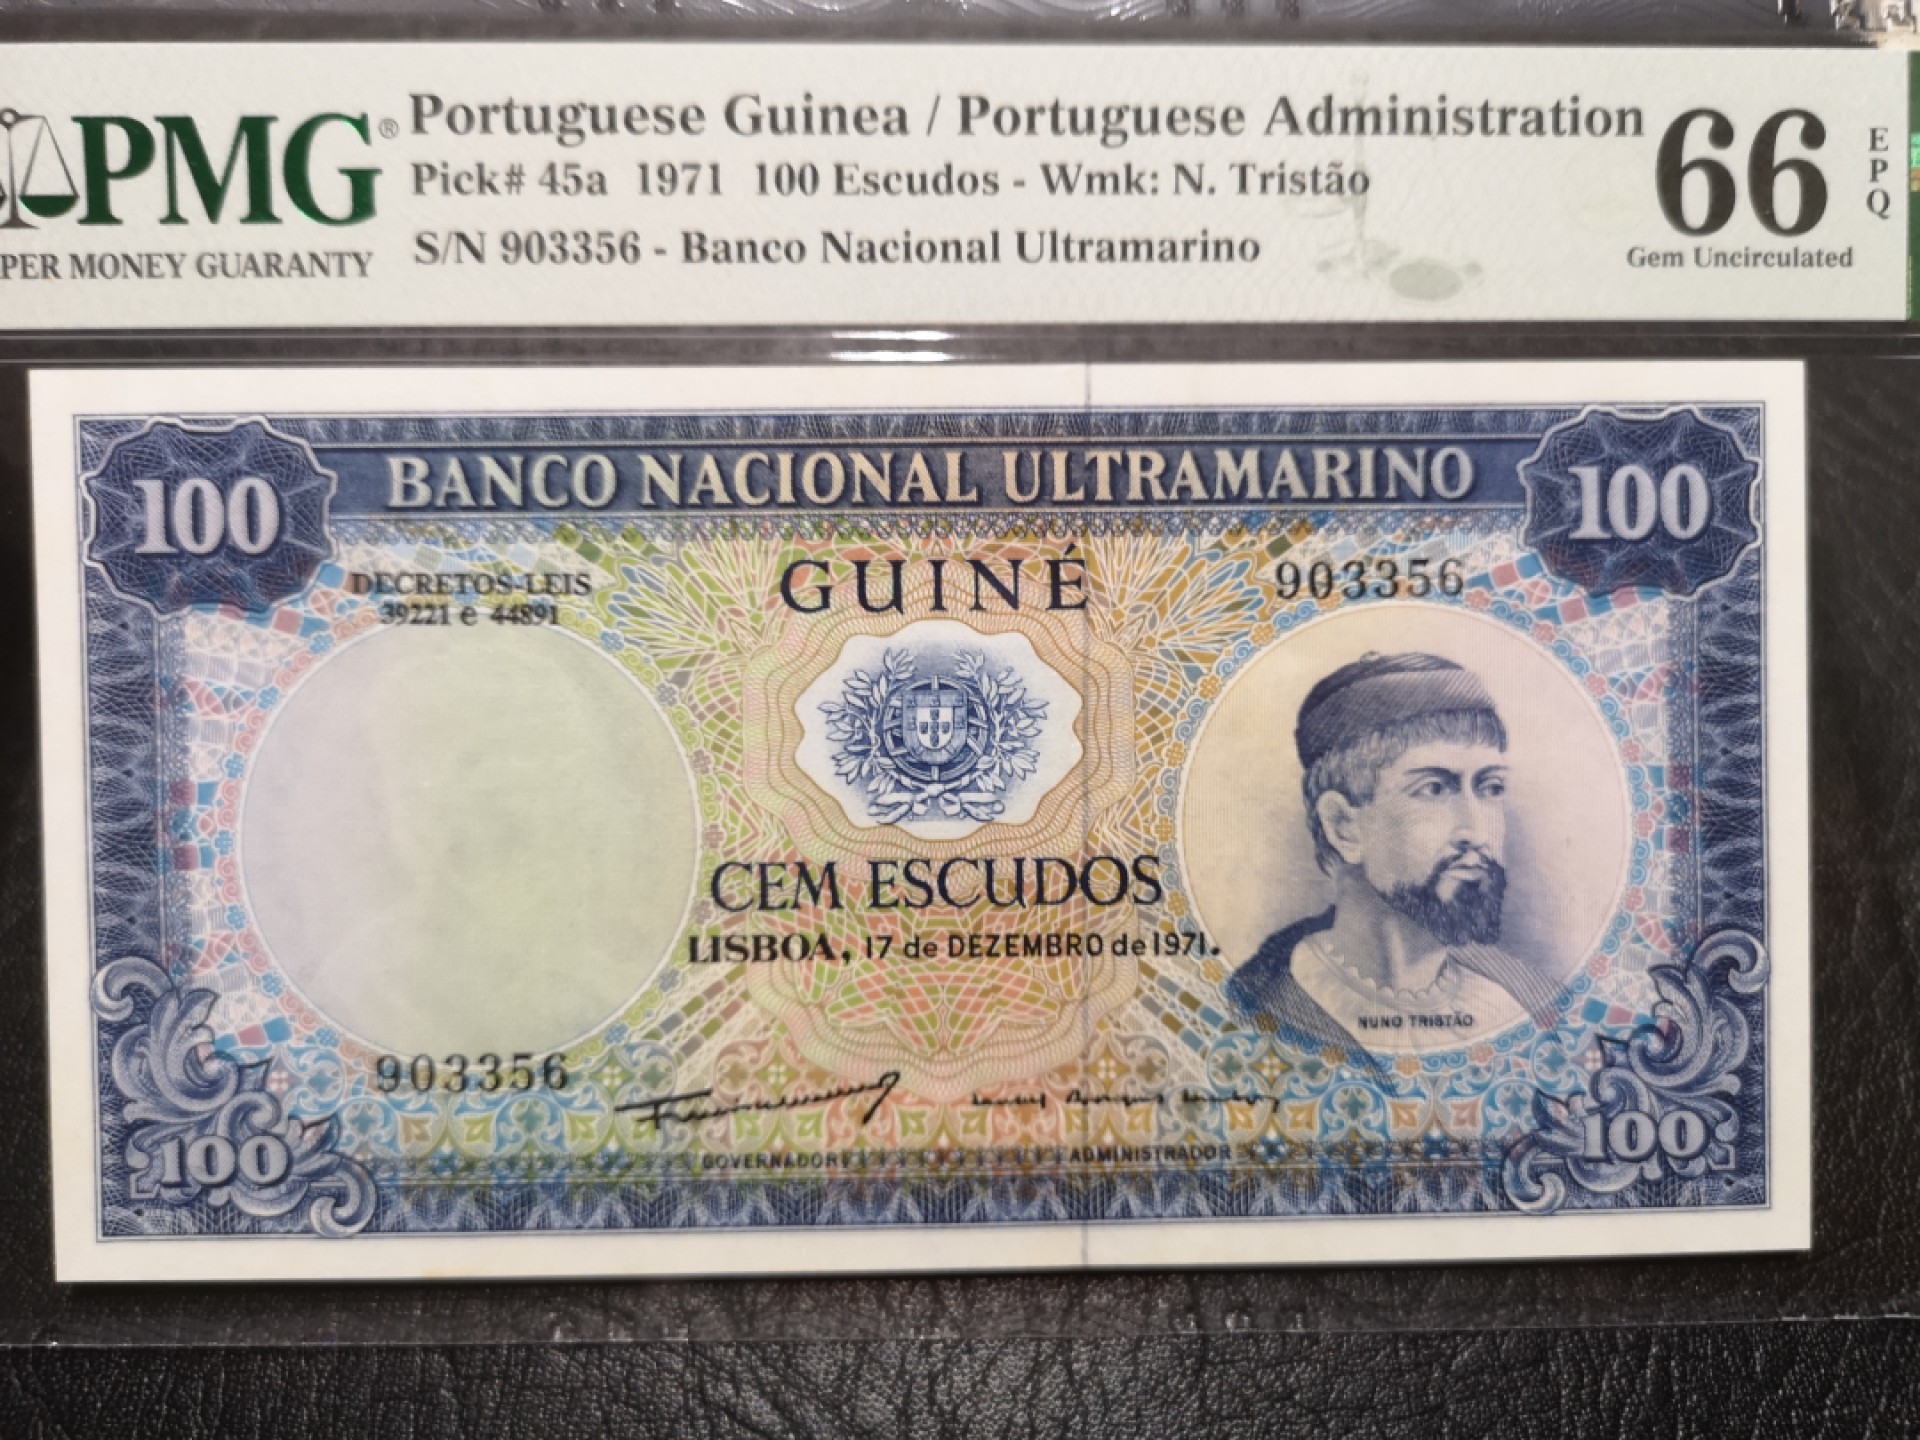 PMG®
PER MONEY GUARANTY
Portuguese Guinea / Portuguese Administration
Pick# 45a 1971 100 Escudos - Wmk: N. Tristão
S/N 903356 - Banco Nacional Ultramarino
66
EPQ
Gem Uncirculated
100
BANCO NACIONAL ULTRAMARINO
100
DECRETOS-LEIS
39221 e 44891
GUINÉ
903356
CEM ESCUDOS
LISBOA, 17 de DEZEMBRO de 1971.
NUNO TRISTÃO
903356
GOVERNADOR
ADMINISTRADOR
100
100